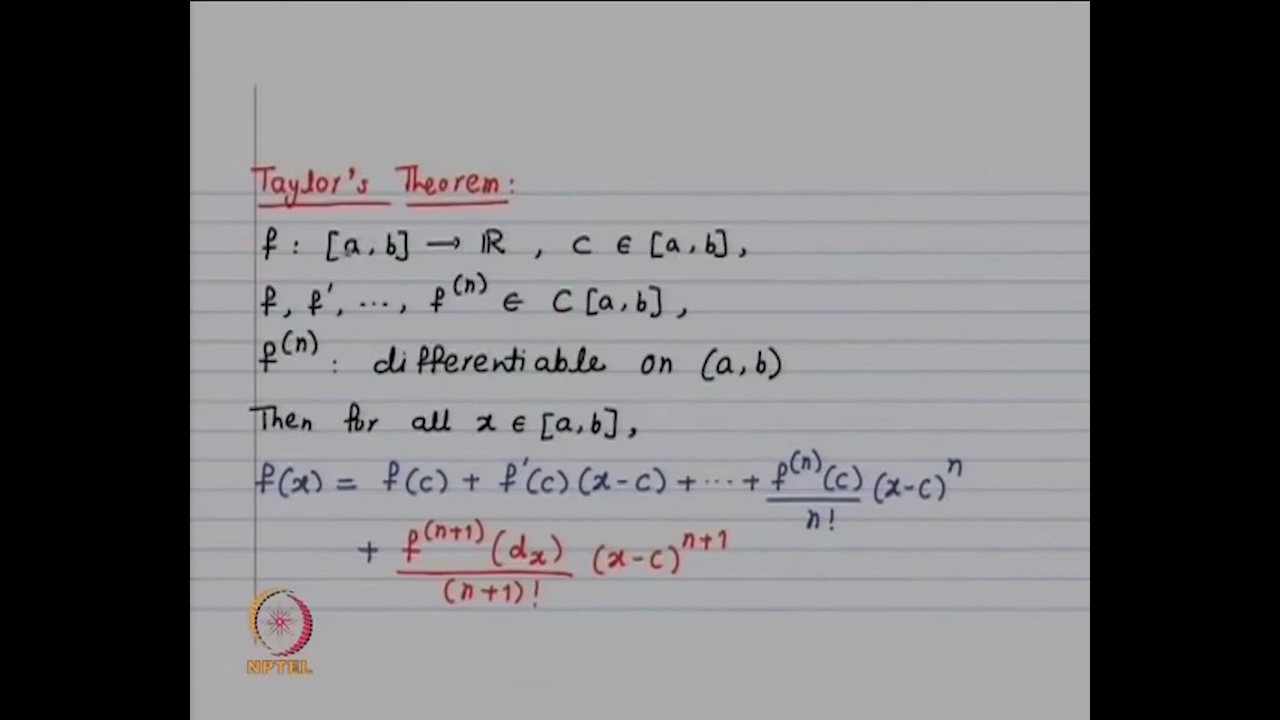 Taylor's Theorem:
f : [a, b] → ℝ , c ∈ [a, b],
f, f', ⋯, f^(n) ∈ C [a, b],
f^(n) : differentiable on (a, b)
Then for all x ∈ [a, b],
f(x) = f(c) + f'(c) (x-c) + ⋯ + f^(n)(c)/n! (x-c)^n
+ f^(n+1)(d_x)/(n+1)! (x-c)^(n+1)
NPTEL